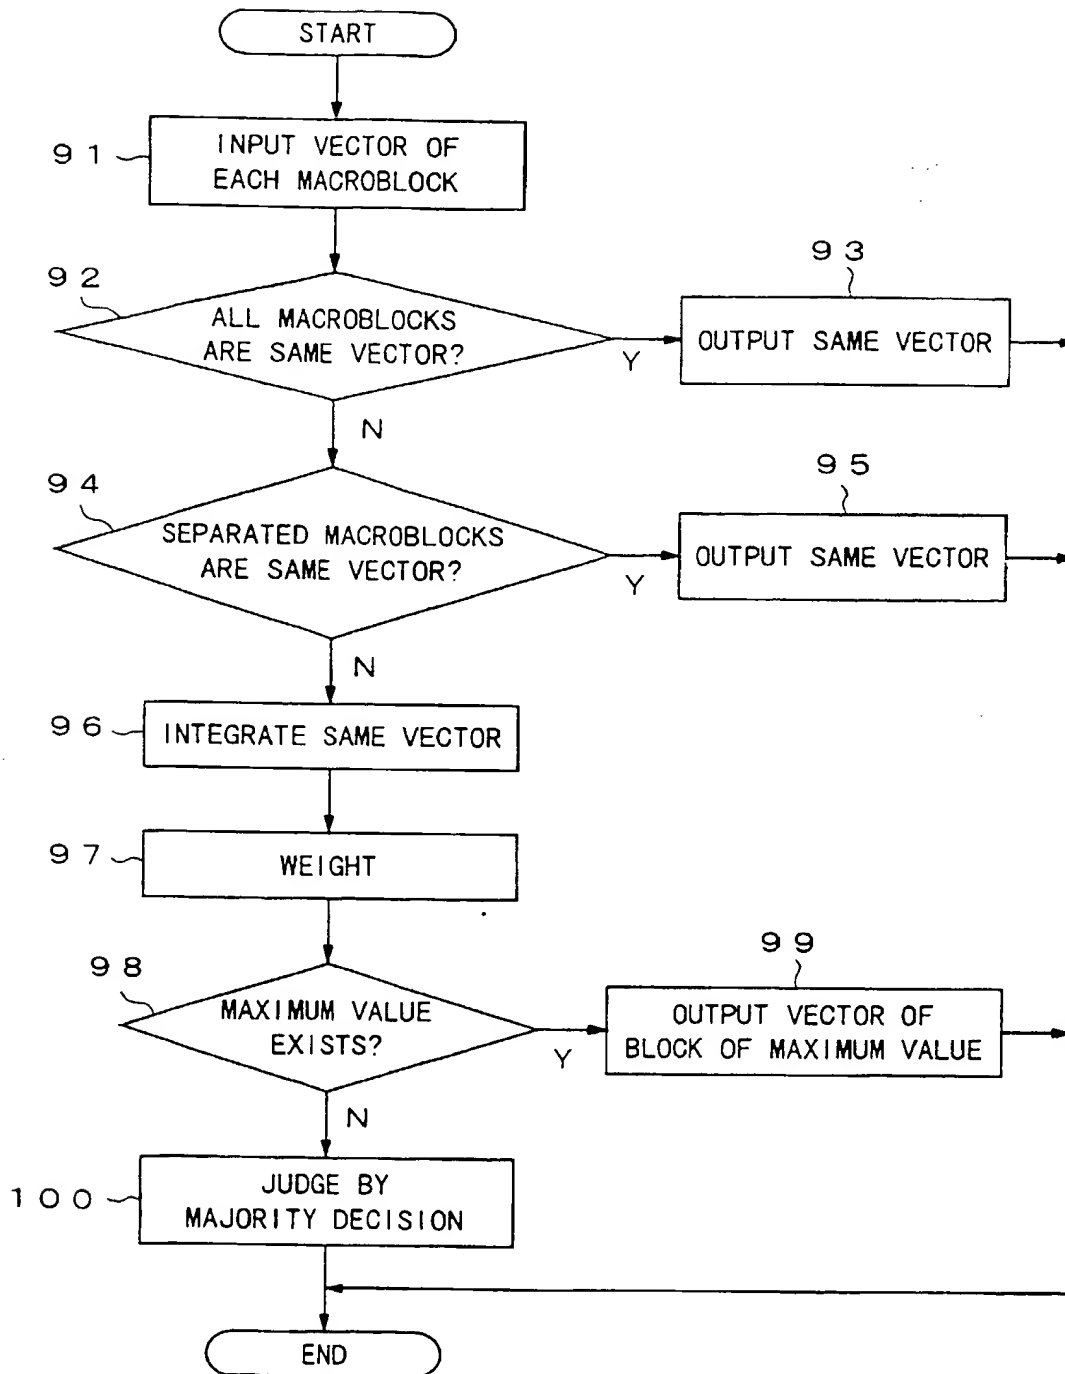 START
91
INPUT VECTOR OF
EACH MACROBLOCK
92
ALL MACROBLOCKS
ARE SAME VECTOR?
Y
93
OUTPUT SAME VECTOR
N
94
SEPARATED MACROBLOCKS
ARE SAME VECTOR?
Y
95
OUTPUT SAME VECTOR
N
96
INTEGRATE SAME VECTOR
97
WEIGHT
98
MAXIMUM VALUE
EXISTS?
Y
99
OUTPUT VECTOR OF
BLOCK OF MAXIMUM VALUE
N
100
JUDGE BY
MAJORITY DECISION
END